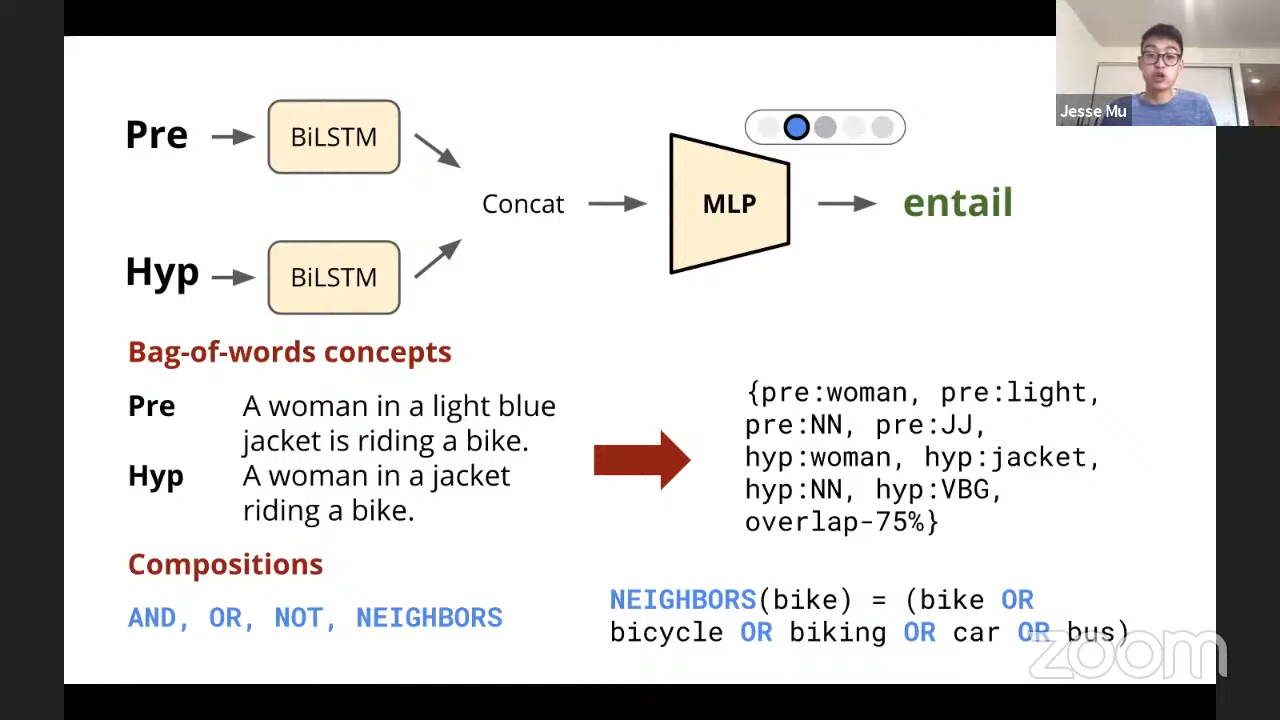 Jesse Mu
Pre
BiLSTM
Concat
MLP
entail
Hyp
BiLSTM
Bag-of-words concepts
Pre A woman in a light blue
jacket is riding a bike.
Hyp A woman in a jacket
riding a bike.
{pre:woman, pre:light,
pre:NN, pre:JJ,
hyp:woman, hyp:jacket,
hyp:NN, hyp:VBG,
overlap-75%}
Compositions
AND, OR, NOT, NEIGHBORS
NEIGHBORS(bike) = (bike OR
bicycle OR biking OR car OR bus)
zoom